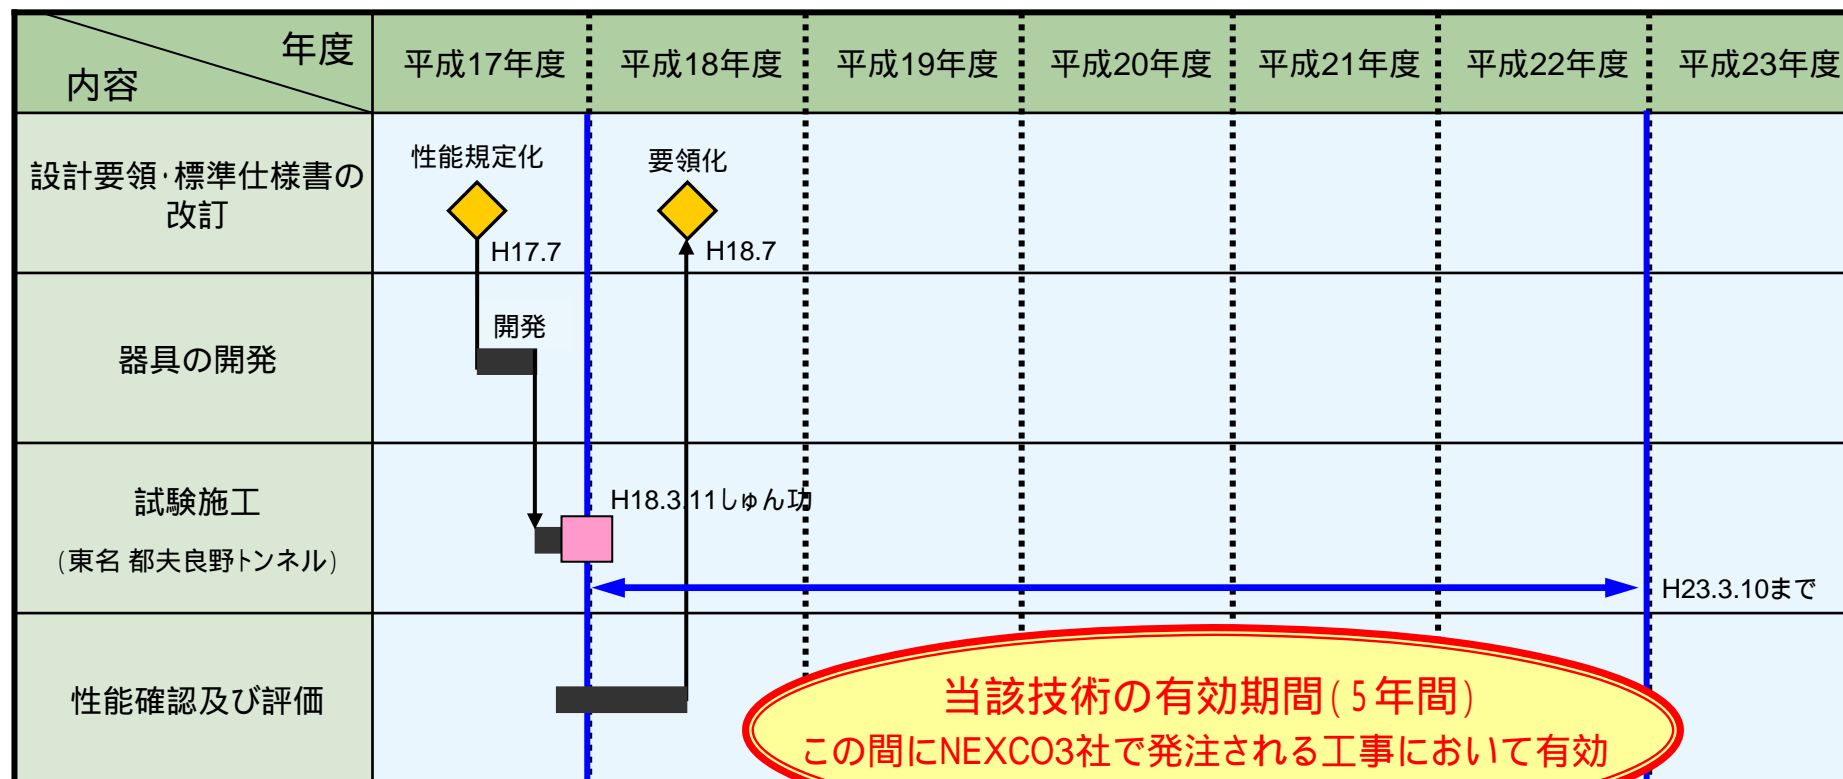 年度
内容
平成17年度
平成18年度
平成19年度
平成20年度
平成21年度
平成22年度
平成23年度
設計要領・標準仕様書の
改訂
性能規定化
H17.7
要領化
H18.7
器具の開発
開発
試験施工
(東名 都夫良野トンネル)
H18.3.11しゅん功
H23.3.10まで
性能確認及び評価
当該技術の有効期間(5年間)
この間にNEXCO3社で発注される工事において有効